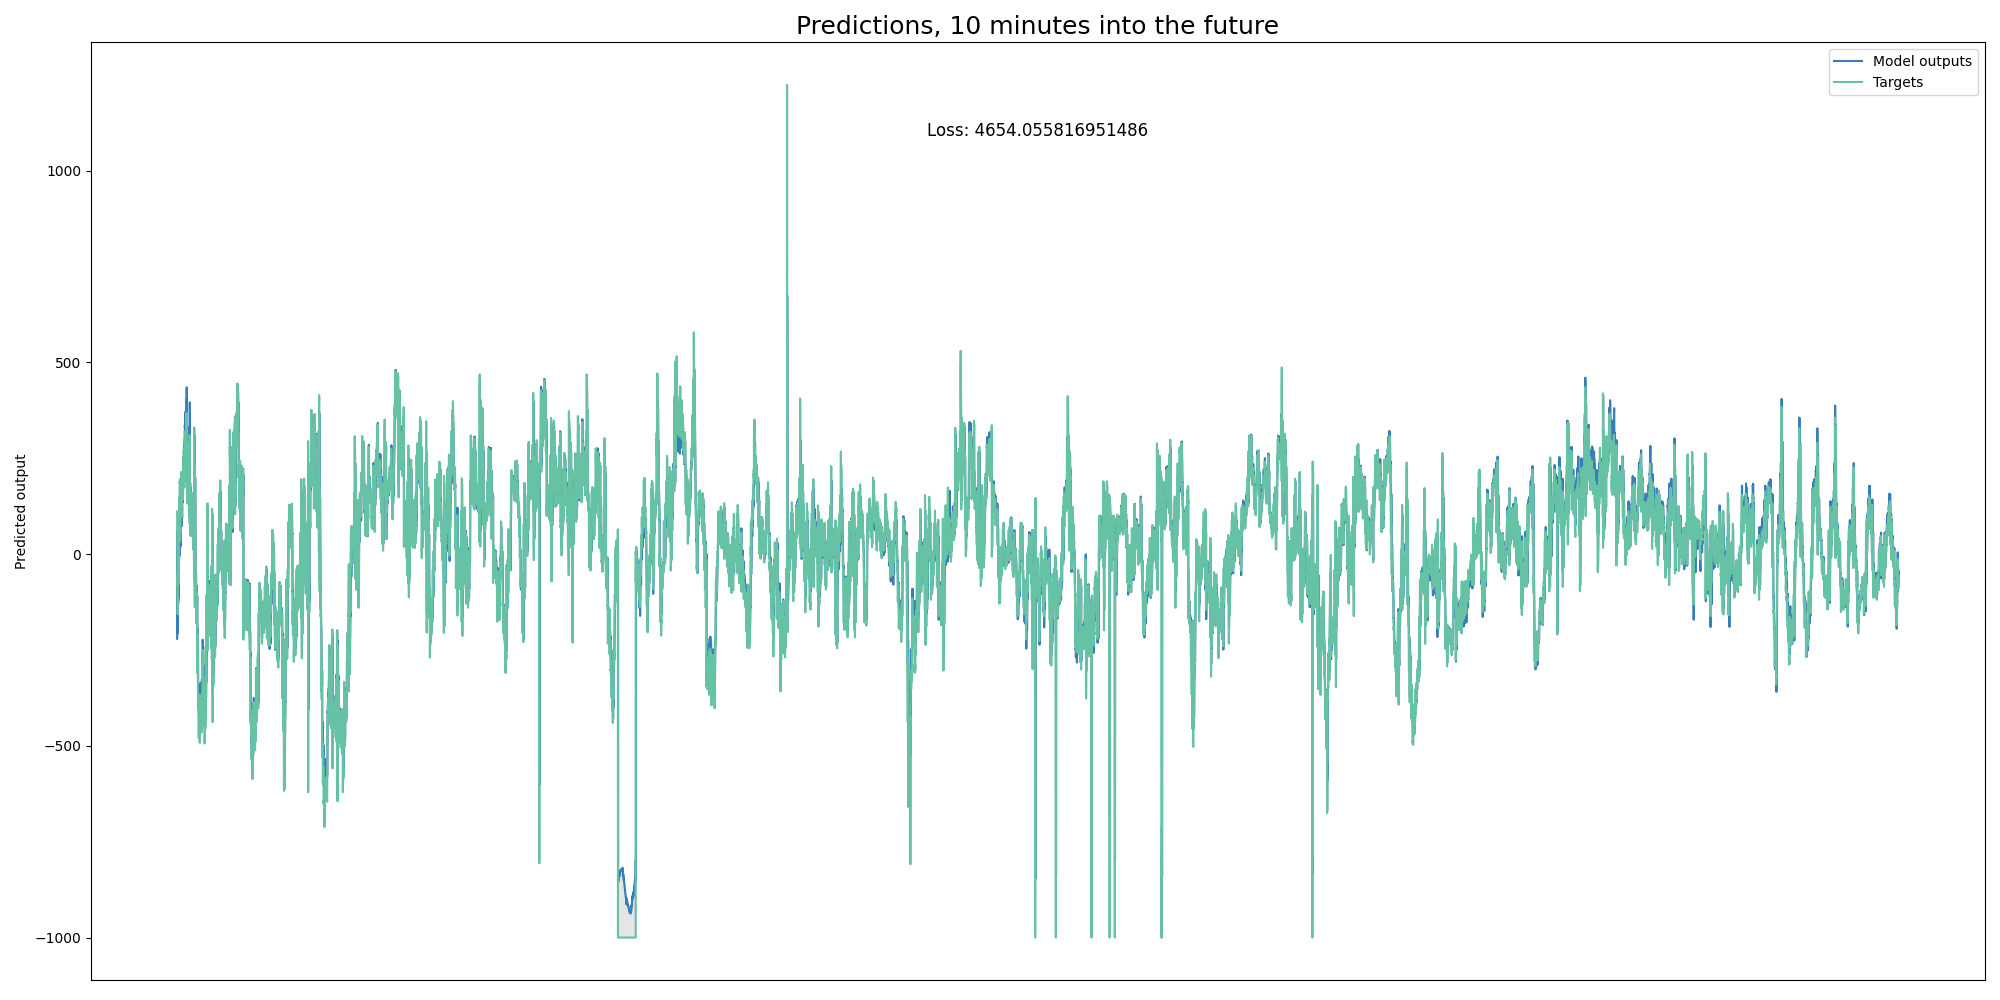 Predictions, 10 minutes into the future
Model outputs
Targets
Loss: 4654.055816951486
1000
500
0
−500
−1000
Predicted output